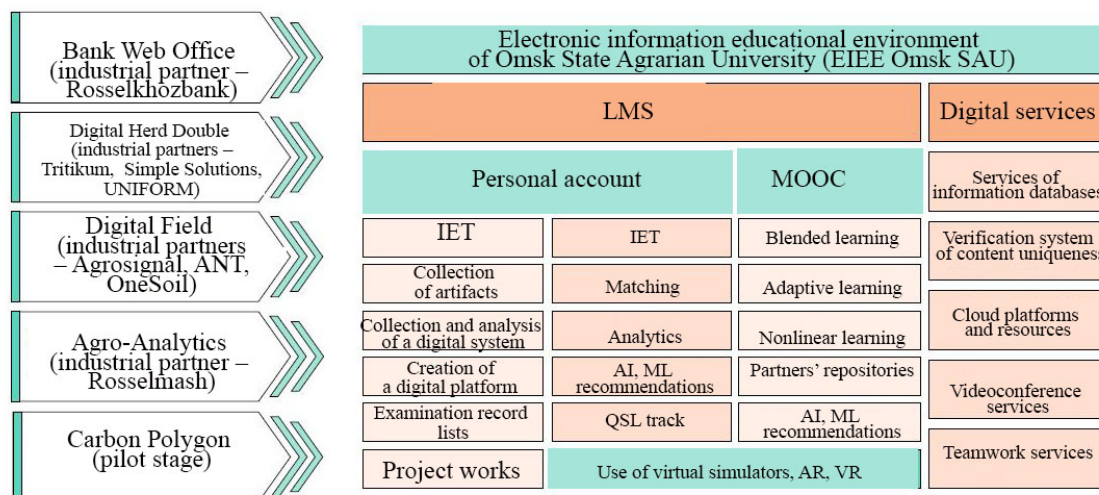 Bank Web Office
(industrial partner –
Rosselkhozbank)
Digital Herd Double
(industrial partners –
Tritikum, Simple Solutions,
UNIFORM)
Digital Field
(industrial partners
– Agrosignal, ANT,
OneSoil)
Agro-Analytics
(industrial partner –
Rosselmash)
Carbon Polygon
(pilot stage)
Electronic information educational environment
of Omsk State Agrarian University (EIEE Omsk SAU)
LMS
Digital services
Personal account
MOOC
IET
Collection
of artifacts
Collection and analysis
of a digital system
Creation of
a digital platform
Examination record
lists
Project works
IET
Matching
Analytics
AI, ML
recommendations
QSL track
Blended learning
Adaptive learning
Nonlinear learning
Partners' repositories
AI, ML
recommendations
Use of virtual simulators, AR, VR
Services of
information databases
Verification system
of content uniqueness
Cloud platforms
and resources
Videoconference
services
Teamwork services